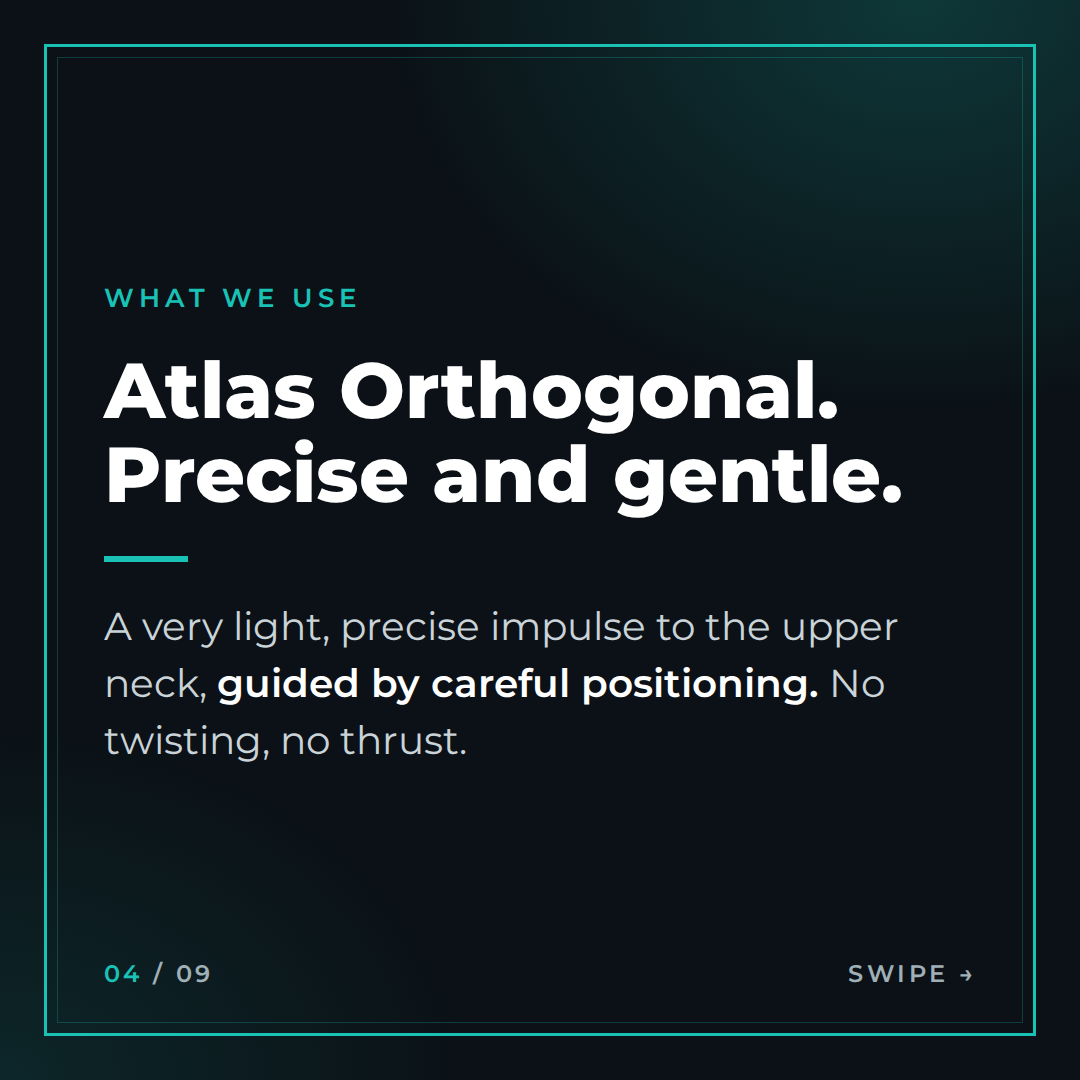 WHAT WE USE
Atlas Orthogonal.
Precise and gentle.
A very light, precise impulse to the upper
neck, guided by careful positioning. No
twisting, no thrust.
04 / 09
SWIPE →